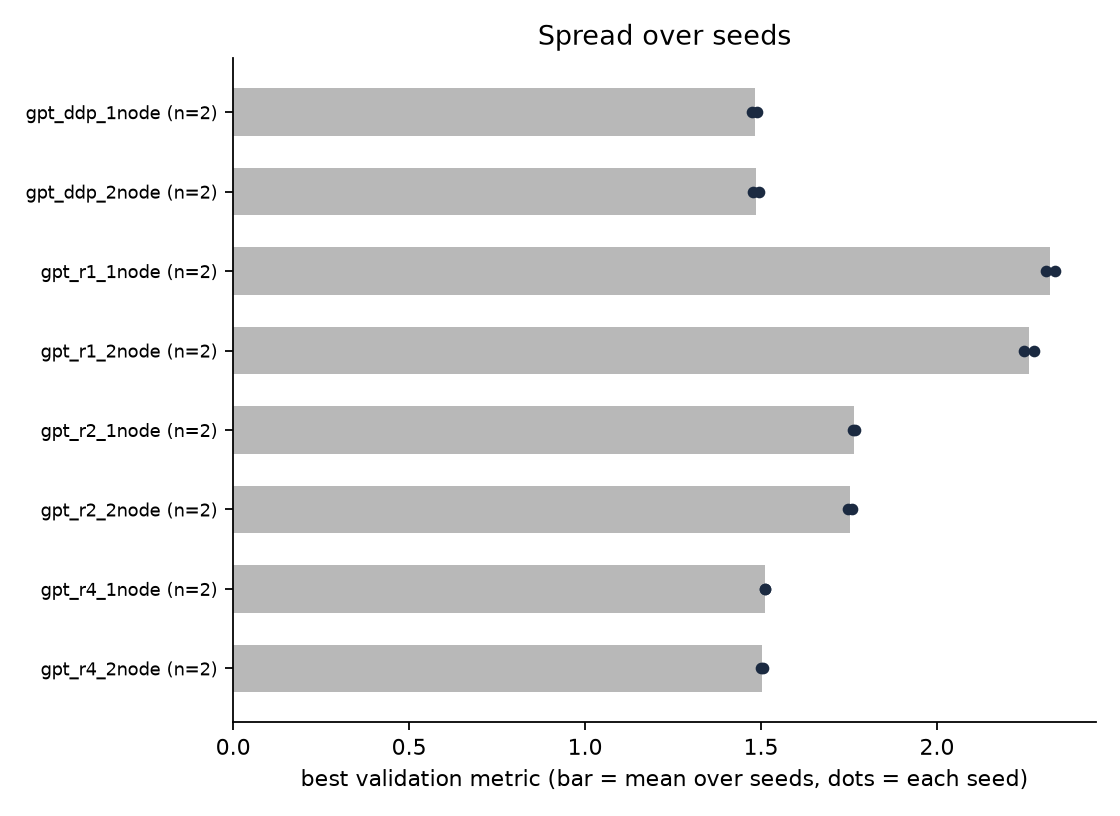 Spread over seeds
gpt_ddp_1node (n=2)
gpt_ddp_2node (n=2)
gpt_r1_1node (n=2)
gpt_r1_2node (n=2)
gpt_r2_1node (n=2)
gpt_r2_2node (n=2)
gpt_r4_1node (n=2)
gpt_r4_2node (n=2)
0.0 0.5 1.0 1.5 2.0
best validation metric (bar = mean over seeds, dots = each seed)